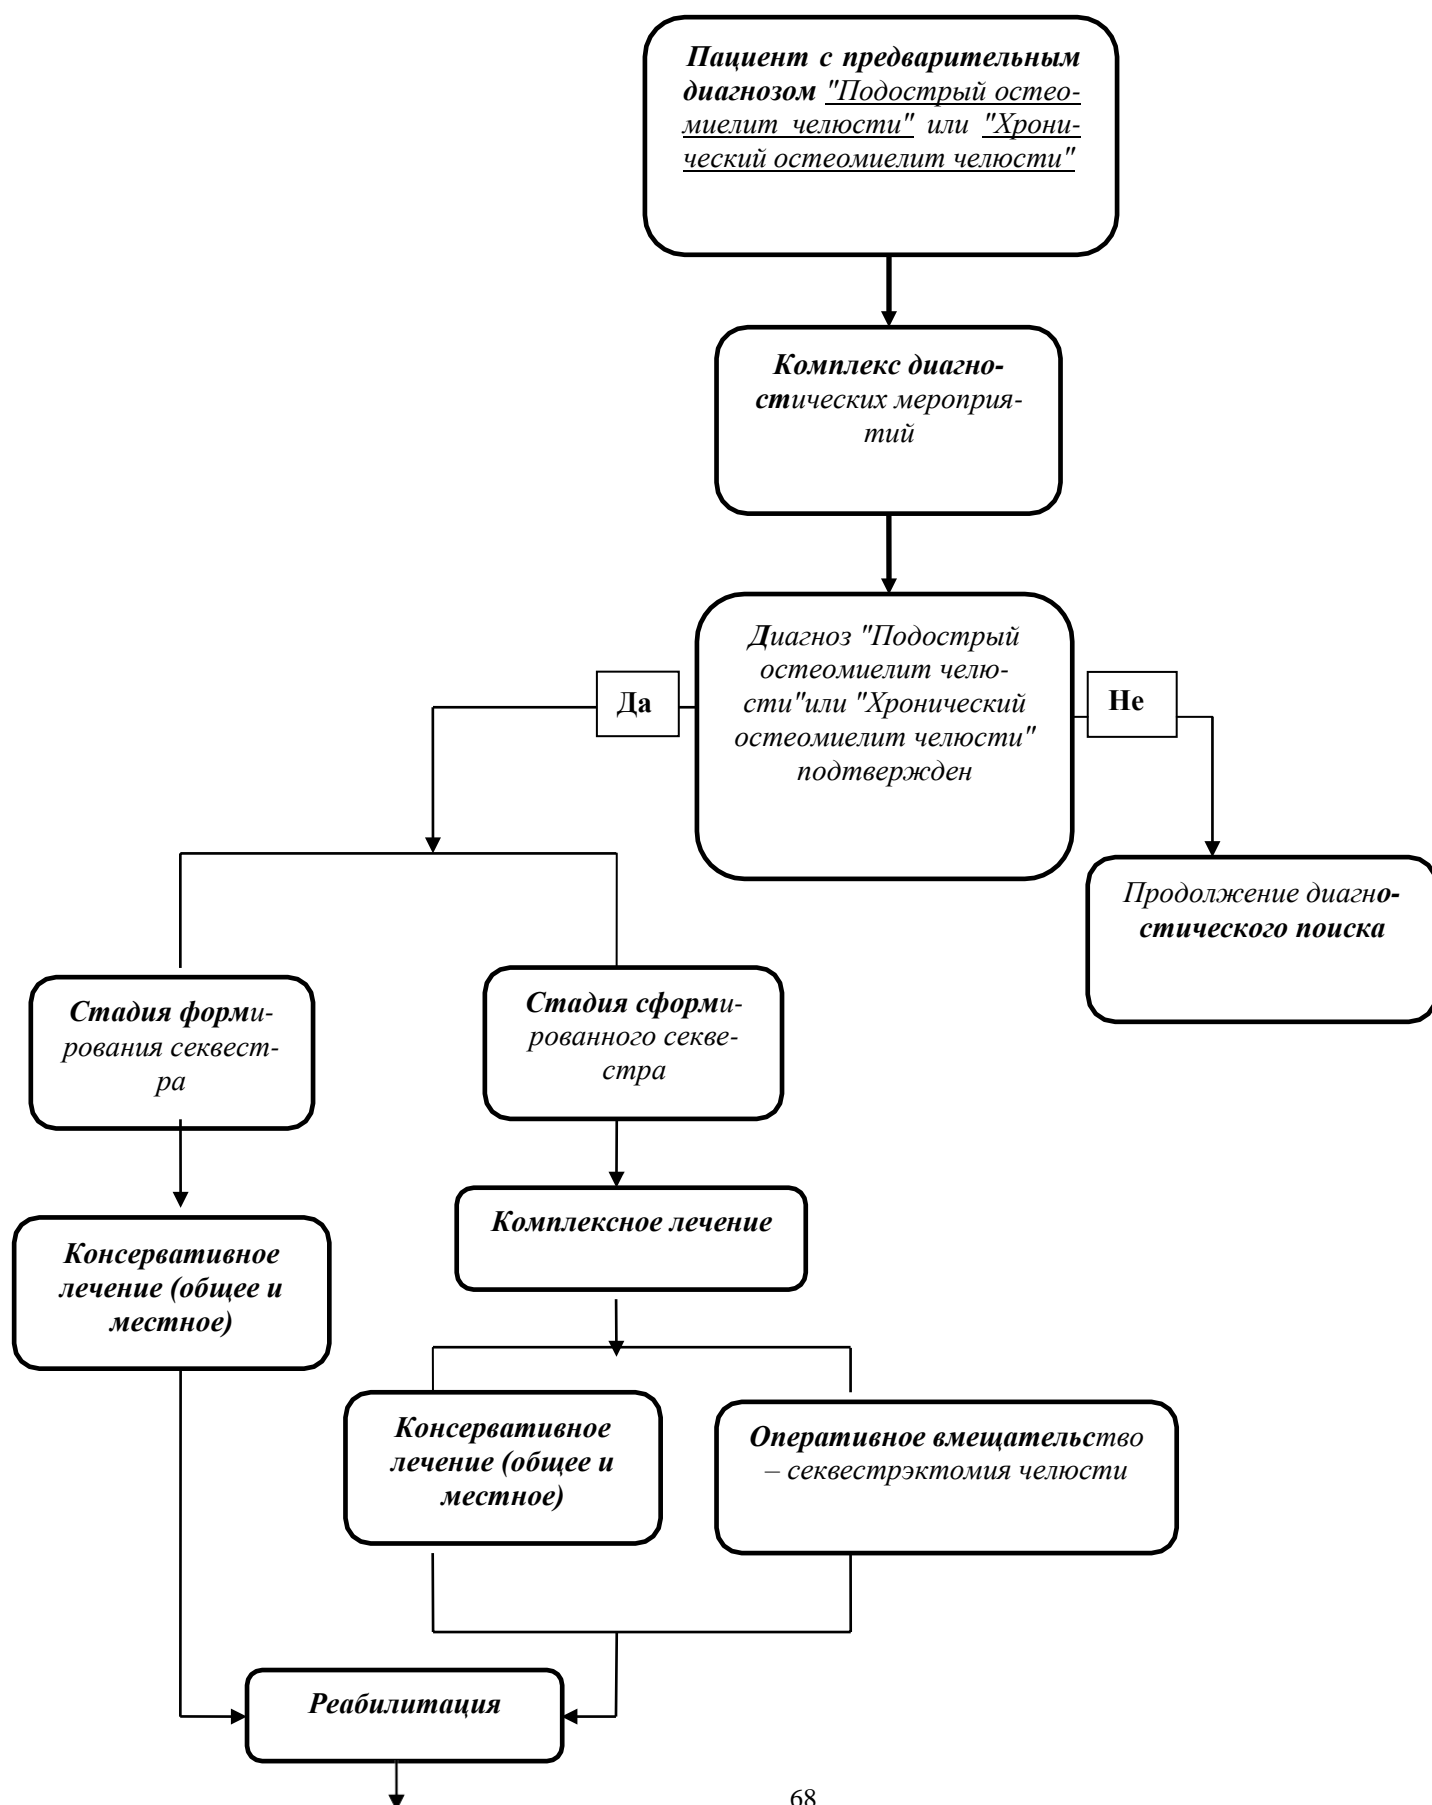 Пациент с предварительным
диагнозом "Подострый остео-
миелит челюсти" или "Хрони-
ческий остеомиелит челюсти"
Комплекс диагно-
стических мероприя-
тий
Диагноз "Подострый
остеомиелит челю-
сти"или "Хронический
остеомиелит челюсти"
подтвержден
Да
Не
Продолжение диагно-
стического поиска
Стадия форми-
рования секвест-
ра
Стадия сформи-
рованного секве-
стра
Комплексное лечение
Консервативное
лечение (общее и
местное)
Консервативное
лечение (общее и
местное)
Оперативное вмещательство
– секвестрэктомия челюсти
Реабилитация
68